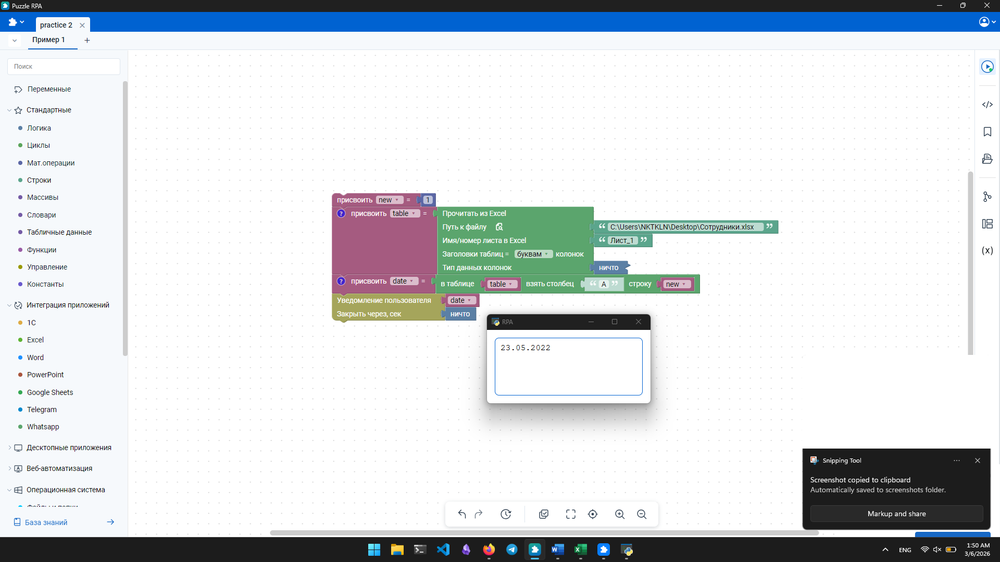 Puzzle RPA
practice 2
Пример 1
Поиск
Переменные
Стандартные
Логика
Циклы
Мат.операции
Строки
Массивы
Словари
Табличные данные
Функции
Управление
Константы
Интеграция приложений
1С
Excel
Word
PowerPoint
Google Sheets
Telegram
Whatsapp
Десктопные приложения
Веб-автоматизация
Операционная система
Файлы и папки
База знаний
присвоить new = 1
? присвоить table = Прочитать из Excel
Путь к файлу “ C:\Users\NKTKLN\Desktop\Сотрудники.xlsx ”
Имя/номер листа в Excel “ Лист_1 ”
Заголовки таблиц = буквам колонок
Тип данных колонок ничто
? присвоить date = в таблице table взять столбец “ A ” строку new
Уведомление пользователя date
Закрыть через, сек ничто
RPA
23.05.2022
</>
(x)
Snipping Tool
Screenshot copied to clipboard
Automatically saved to screenshots folder.
Markup and share
ENG
1:50 AM
3/6/2026